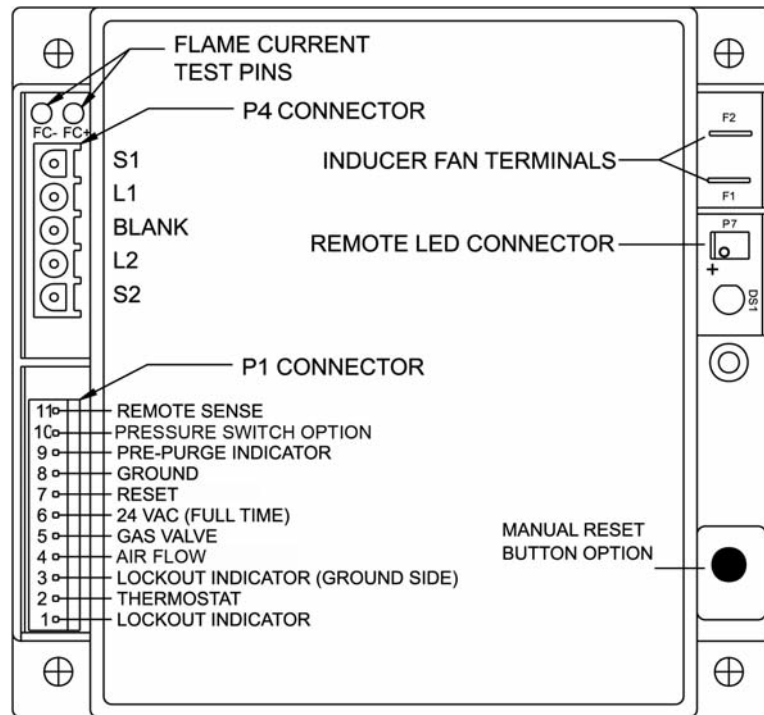 FLAME CURRENT
TEST PINS
FC- FC+
P4 CONNECTOR
S1
L1
BLANK
L2
S2
F2
INDUCER FAN TERMINALS
F1
P7
REMOTE LED CONNECTOR
+
DS1
P1 CONNECTOR
11 REMOTE SENSE
10 PRESSURE SWITCH OPTION
9 PRE-PURGE INDICATOR
8 GROUND
7 RESET
6 24 VAC (FULL TIME)
5 GAS VALVE
4 AIR FLOW
3 LOCKOUT INDICATOR (GROUND SIDE)
2 THERMOSTAT
1 LOCKOUT INDICATOR
MANUAL RESET
BUTTON OPTION